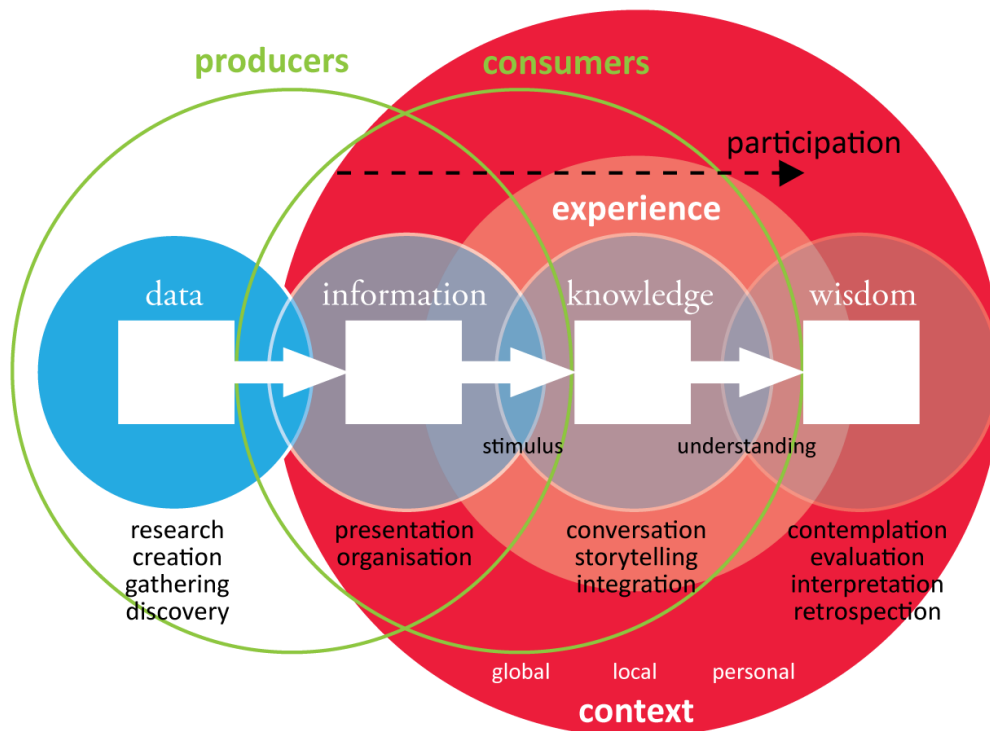 producers
consumers
participation
experience
data
information
knowledge
wisdom
stimulus
understanding
research
creation
gathering
discovery
presentation
organisation
conversation
storytelling
integration
contemplation
evaluation
interpretation
retrospection
global
local
personal
context